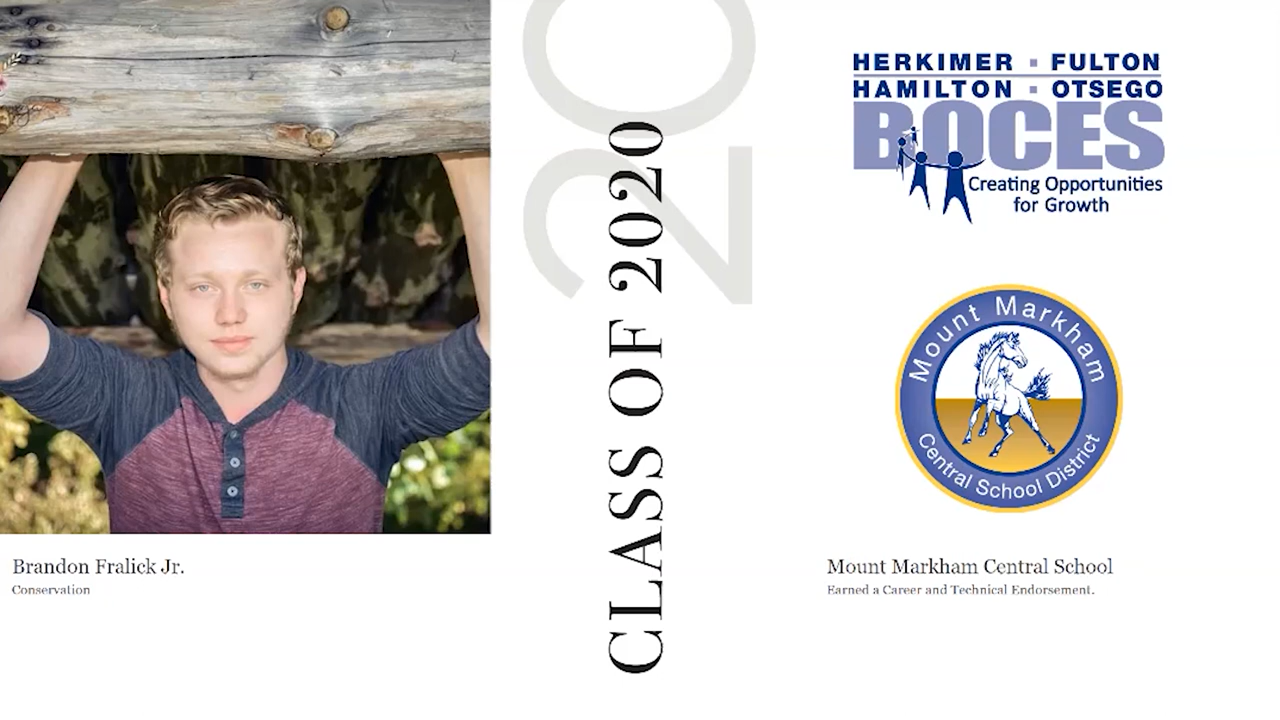 Brandon Fralick Jr.
Conservation
20
CLASS OF 2020
HERKIMER ▪ FULTON
HAMILTON ▪ OTSEGO
BOCES
Creating Opportunities
for Growth
Mount Markham
Central School District
Mount Markham Central School
Earned a Career and Technical Endorsement.